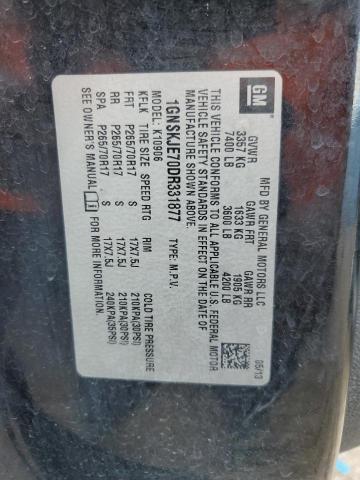 GM
MFD BY GENERAL MOTORS LLC
05/13
GVWR GAWR FRT GAWR RR
3357 KG 1633 KG 1905 KG
7400 LB 3600 LB 4200 LB
THIS VEHICLE CONFORMS TO ALL APPLICABLE U.S. FEDERAL MOTOR
VEHICLE SAFETY STANDARDS IN EFFECT ON THE DATE OF
MANUFACTURE SHOWN ABOVE.
1GNSKJE70DR331877 TYPE: M.P.V.
MODEL: K10906
KFLK TIRE SIZE SPEED RTG RIM COLD TIRE PRESSURE
FRT P265/70R17 S 17X7.5J 210KPA(30PSI)
RR P265/70R17 S 17X7.5J 210KPA(30PSI)
SPA P265/70R17 S 17X7.5J 240KPA(35PSI)
SEE OWNER'S MANUAL